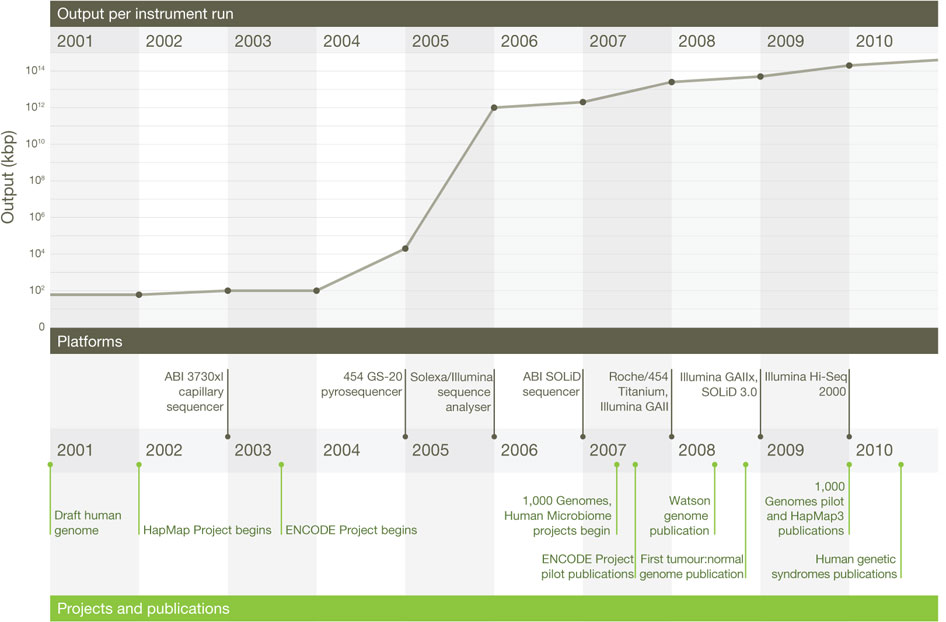 Output per instrument run
2001 2002 2003 2004 2005 2006 2007 2008 2009 2010
Output (kbp)
10¹⁴
10¹²
10¹⁰
10⁸
10⁶
10⁴
10²
0
Platforms
ABI 3730xl
capillary
sequencer
454 GS-20
pyrosequencer
Solexa/Illumina
sequence
analyser
ABI SOLiD
sequencer
Roche/454
Titanium,
Illumina GAII
Illumina GAIIx,
SOLiD 3.0
Illumina Hi-Seq
2000
2001 2002 2003 2004 2005 2006 2007 2008 2009 2010
Draft human
genome
HapMap Project begins
ENCODE Project begins
1,000 Genomes,
Human Microbiome
projects begin
ENCODE Project
pilot publications
Watson
genome
publication
First tumour:normal
genome publication
1,000
Genomes pilot
and HapMap3
publications
Human genetic
syndromes publications
Projects and publications